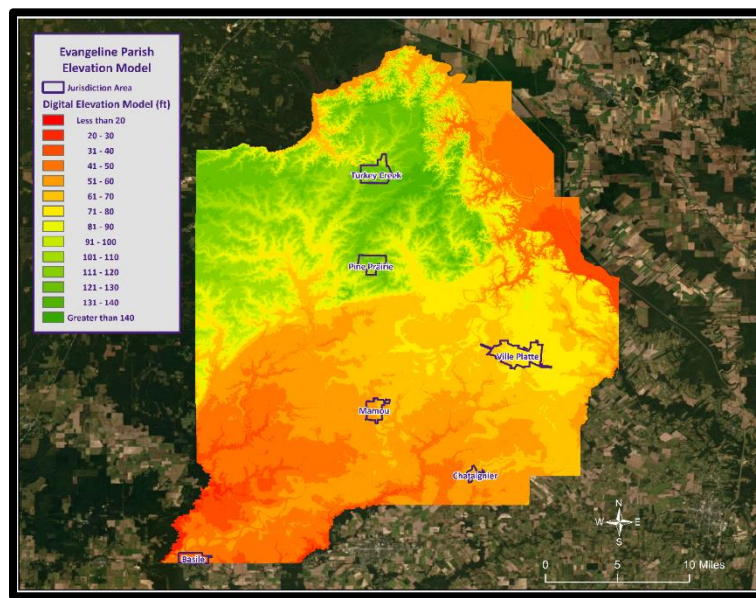 Evangeline Parish
Elevation Model
Jurisdiction Area
Digital Elevation Model (ft)
Less than 20
20 - 30
31 - 40
41 - 50
51 - 60
61 - 70
71 - 80
81 - 90
91 - 100
101 - 110
111 - 120
121 - 130
131 - 140
Greater than 140
Turkey Creek
Pine Prairie
Ville Platte
Mamou
Chataignier
Basile
N
W E
S
0 5 10 Miles